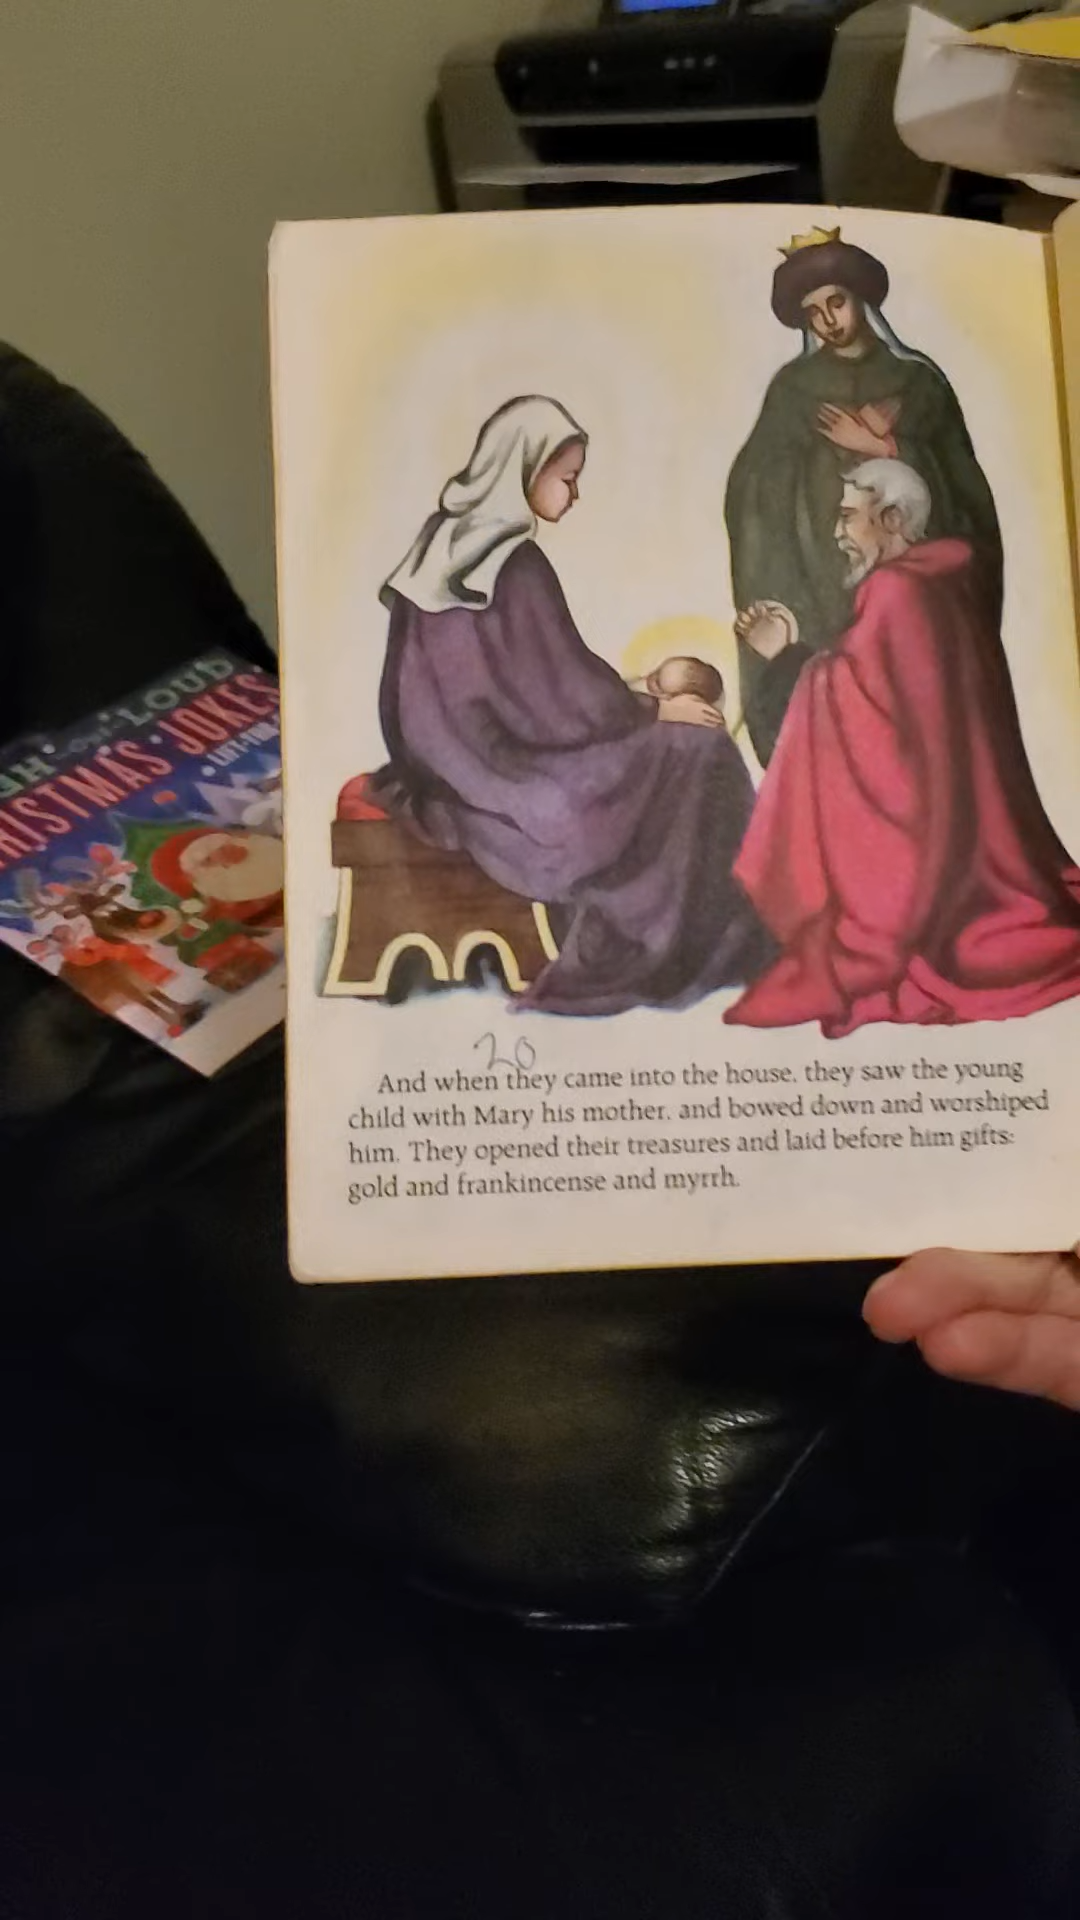 LOUD
CHRISTMAS JOKES
LIFT-THE
20
And when they came into the house, they saw the young
child with Mary his mother, and bowed down and worshiped
him. They opened their treasures and laid before him gifts:
gold and frankincense and myrrh.